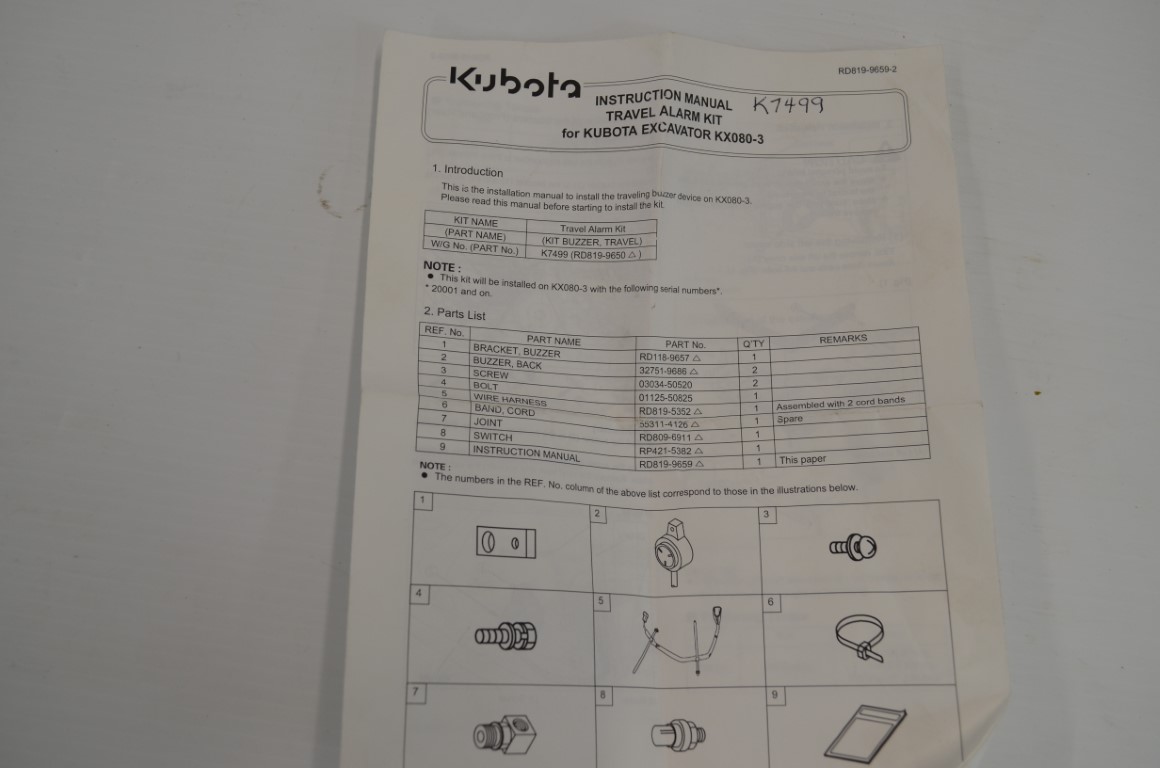 RD819-9659-2
Kubota
INSTRUCTION MANUAL K7499
TRAVEL ALARM KIT
for KUBOTA EXCAVATOR KX080-3
1. Introduction
This is the installation manual to install the traveling buzzer device on KX080-3.
Please read this manual before starting to install the kit.
KIT NAME Travel Alarm Kit
(PART NAME) (KIT BUZZER, TRAVEL)
W/G No. (PART No.) K7499 (RD819-9650 △)
NOTE :
● This kit will be installed on KX080-3 with the following serial numbers*.
* 20001 and on.
2. Parts List
REF. No. PART NAME PART No. Q'TY REMARKS
1 BRACKET, BUZZER RD118-9657 △ 1
2 BUZZER, BACK 32751-9686 △ 2
3 SCREW 03034-50520 2
4 BOLT 01125-50825 1
5 WIRE HARNESS RD819-5352 △ 1 Assembled with 2 cord bands
6 BAND, CORD 55311-4126 △ 1 Spare
7 JOINT RD809-6911 △ 1
8 SWITCH RP421-5382 △ 1
9 INSTRUCTION MANUAL RD819-9659 △ 1 This paper
NOTE :
● The numbers in the REF. No. column of the above list correspond to those in the illustrations below.
1 2 3
4 5 6
7 8 9